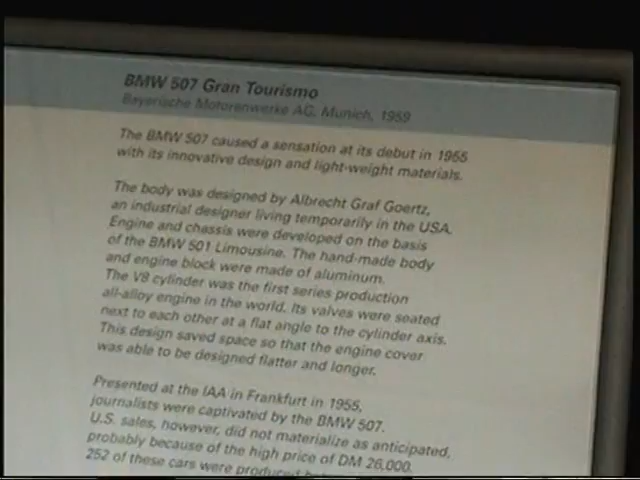 BMW 507 Gran Tourismo
Bayerische Motorenwerke AG, Munich, 1959
The BMW 507 caused a sensation at its debut in 1955
with its innovative design and light-weight materials.
The body was designed by Albrecht Graf Goertz,
an industrial designer living temporarily in the USA.
Engine and chassis were developed on the basis
of the BMW 501 Limousine. The hand-made body
and engine block were made of aluminum.
The V8 cylinder was the first series production
all-alloy engine in the world. Its valves were seated
next to each other at a flat angle to the cylinder axis.
This design saved space so that the engine cover
was able to be designed flatter and longer.
Presented at the IAA in Frankfurt in 1955,
journalists were captivated by the BMW 507.
U.S. sales, however, did not materialize as anticipated,
probably because of the high price of DM 26,000.
252 of these cars were produced